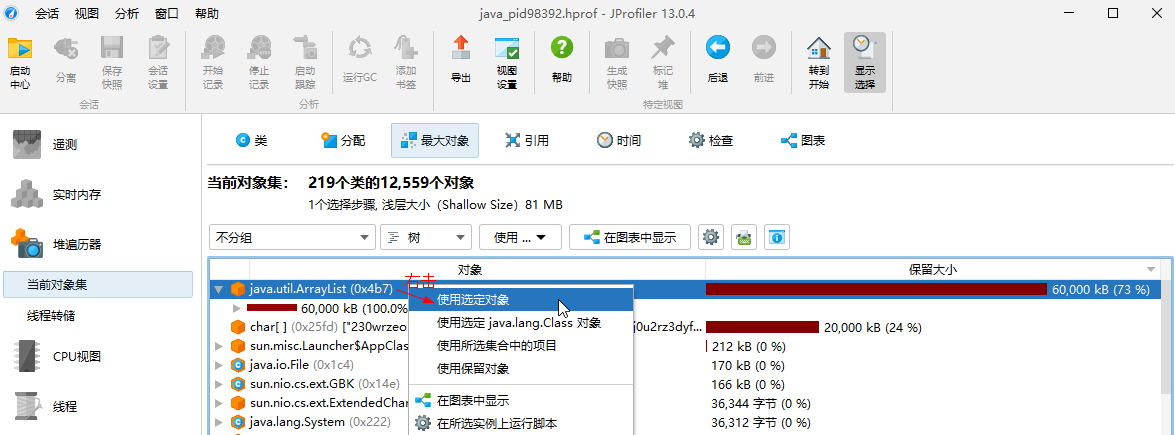 java_pid98392.hprof - JProfiler 13.0.4
会话 视图 分析 窗口 帮助
启动中心 分离 保存快照 会话设置 开始记录 停止记录 启动跟踪 运行GC 添加书签 导出 视图设置 帮助 生成快照 标记堆 后退 前进 转到开始 显示选择
会话 分析 特定视图
遥测
实时内存
堆遍历器
当前对象集
线程转储
CPU视图
线程
类 分配 最大对象 引用 时间 检查 图表
当前对象集： 219个类的12,559个对象
1个选择步骤, 浅层大小（Shallow Size）81 MB
不分组 树 使用 ... 在图表中显示
对象 保留大小
右击
java.util.ArrayList (0x4b7) 60,000 kB (73 %)
60,000 kB (100.0%
char[ ] (0x25fd) ["230wrzeo j0u2rz3dyf... 20,000 kB (24 %)
sun.misc.Launcher$AppClas 212 kB (0 %)
java.io.File (0x1c4) 170 kB (0 %)
sun.nio.cs.ext.GBK (0x14e) 166 kB (0 %)
sun.nio.cs.ext.ExtendedChar 36,344 字节 (0 %)
java.lang.System (0x222) 36,312 字节 (0 %)
使用选定对象
使用选定 java.lang.Class 对象
使用所选集合中的项目
使用保留对象
在图表中显示
在所选实例上运行脚本